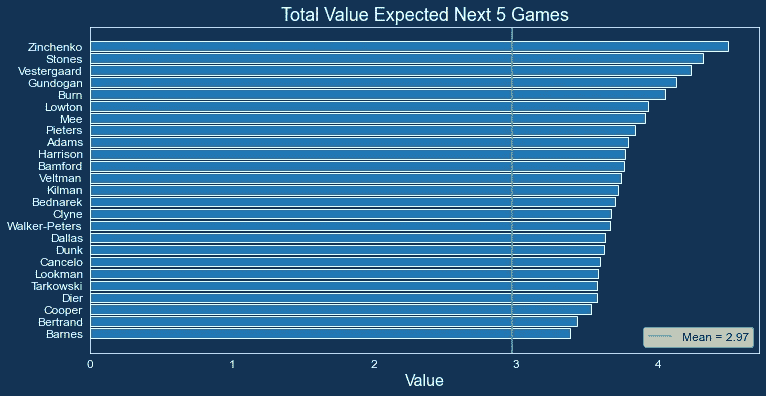 Total Value Expected Next 5 Games
Zinchenko
Stones
Vestergaard
Gundogan
Burn
Lowton
Mee
Pieters
Adams
Harrison
Bamford
Veltman
Kilman
Bednarek
Clyne
Walker-Peters
Dallas
Dunk
Cancelo
Lookman
Tarkowski
Dier
Cooper
Bertrand
Barnes
Mean = 2.97
0 1 2 3 4
Value